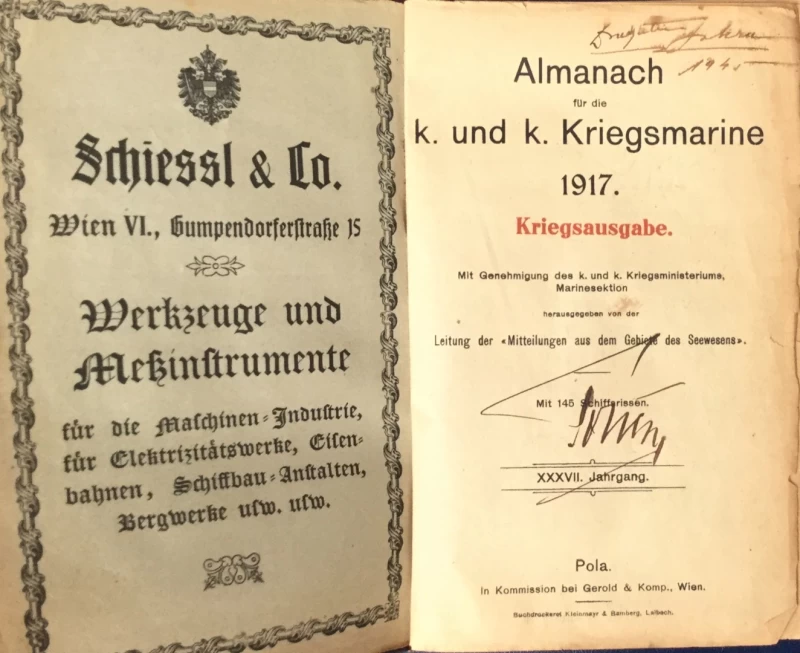 Schiessl & Co.
Wien VI., Gumpendorferstraße 15
Werkzeuge und
Meßinstrumente
für die Maschinen-Industrie,
für Elektrizitätswerke, Eisen-
bahnen, Schiffbau-Anstalten,
Bergwerke usw. usw.
1945
Almanach
für die
k. und k. Kriegsmarine
1917.
Kriegsausgabe.
Mit Genehmigung des k. und k. Kriegsministeriums,
Marinesektion
herausgegeben von der
Leitung der «Mitteilungen aus dem Gebiete des Seewesens».
Mit 145 Schiffsrissen.
XXXVII. Jahrgang.
Pola.
In Kommission bei Gerold & Komp., Wien.
Buchdruckerei Kleinmayr & Bamberg, Laibach.